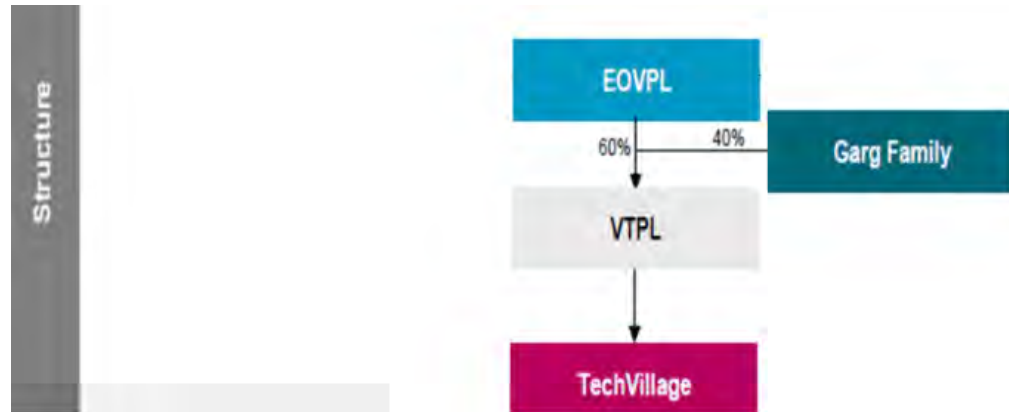 Structure
EOVPL
60%
40%
Garg Family
VTPL
TechVillage